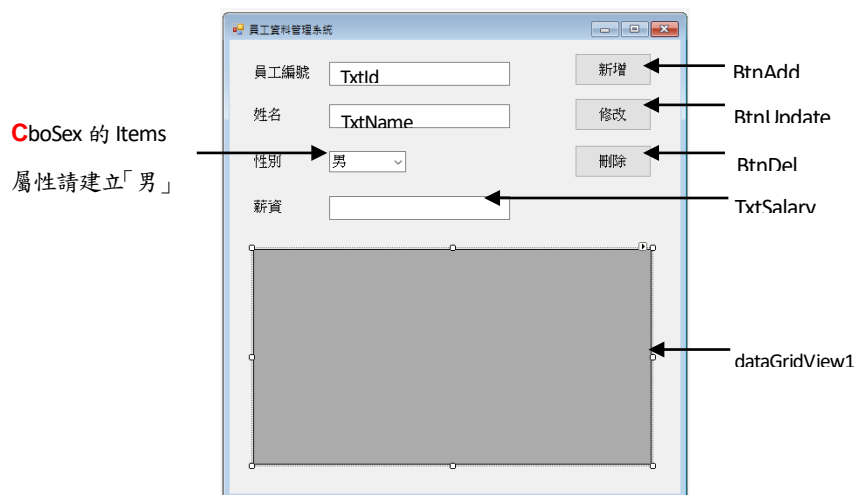 員工資料管理系統
員工編號 TxtId 新增 BtnAdd
姓名 TxtName 修改 BtnUpdate
CboSex 的 Items
屬性請建立「男」
性別 男 刪除 BtnDel
薪資 TxtSalary
dataGridView1